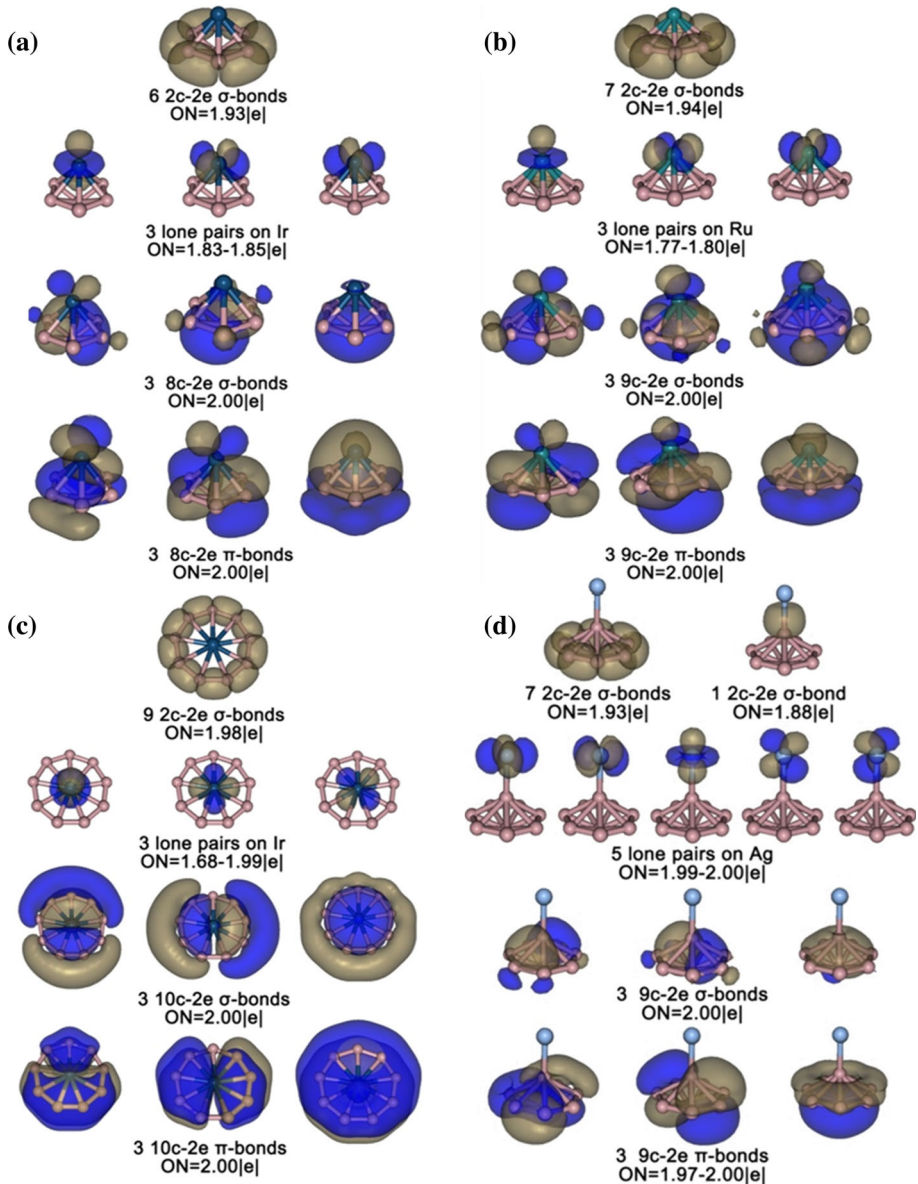 (a)
6 2c-2e σ-bonds
ON=1.93|e|
3 lone pairs on Ir
ON=1.83-1.85|e|
3 8c-2e σ-bonds
ON=2.00|e|
3 8c-2e π-bonds
ON=2.00|e|
(b)
7 2c-2e σ-bonds
ON=1.94|e|
3 lone pairs on Ru
ON=1.77-1.80|e|
3 9c-2e σ-bonds
ON=2.00|e|
3 9c-2e π-bonds
ON=2.00|e|
(c)
9 2c-2e σ-bonds
ON=1.98|e|
3 lone pairs on Ir
ON=1.68-1.99|e|
3 10c-2e σ-bonds
ON=2.00|e|
3 10c-2e π-bonds
ON=2.00|e|
(d)
7 2c-2e σ-bonds
ON=1.93|e|
1 2c-2e σ-bond
ON=1.88|e|
5 lone pairs on Ag
ON=1.99-2.00|e|
3 9c-2e σ-bonds
ON=2.00|e|
3 9c-2e π-bonds
ON=1.97-2.00|e|